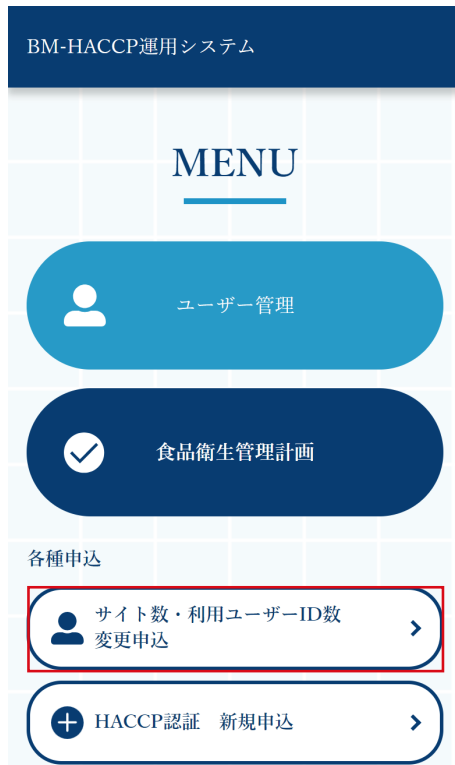 BM-HACCP運用システム
MENU
ユーザー管理
食品衛生管理計画
各種申込
サイト数・利用ユーザーID数
変更申込
HACCP認証　新規申込